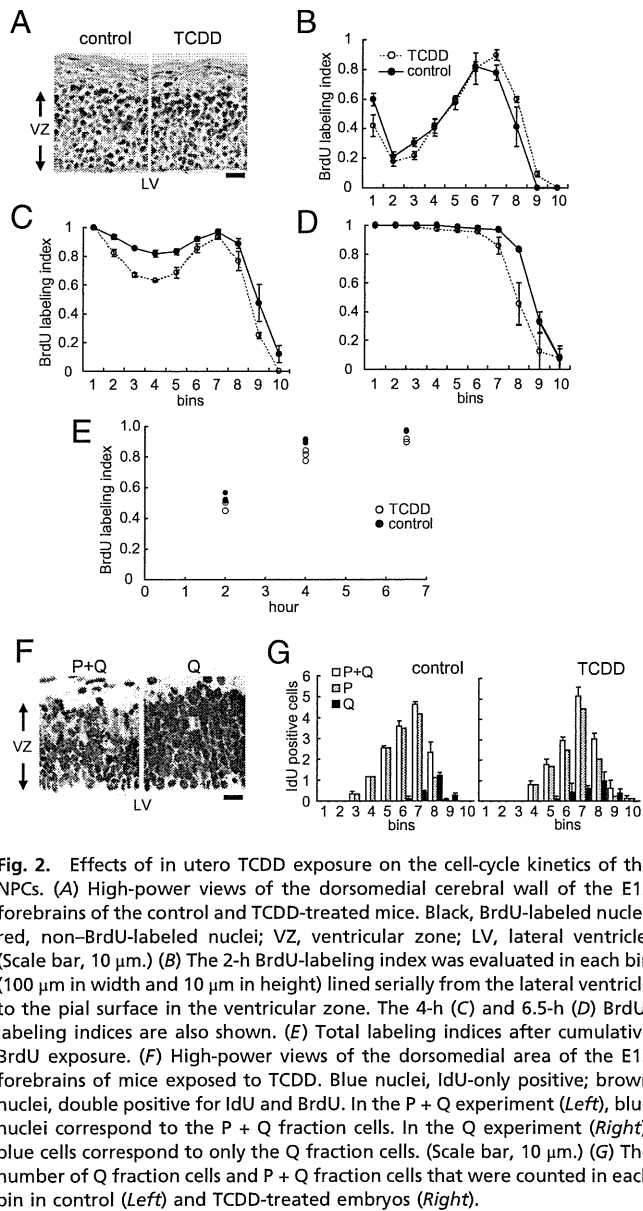 A
control TCDD
VZ
LV
B
BrdU labeling index
1
0.8
0.6
0.4
0.2
0
TCDD
control
1 2 3 4 5 6 7 8 9 10
C
BrdU labeling index
1
0.8
0.6
0.4
0.2
0
1 2 3 4 5 6 7 8 9 10
bins
D
1
0.8
0.6
0.4
0.2
0
1 2 3 4 5 6 7 8 9 10
bins
E
BrdU labeling index
1.0
0.8
0.6
0.4
0.2
0
TCDD
control
0 1 2 3 4 5 6 7
hour
F
P+Q Q
VZ
LV
G
IdU positive cells
6
5
4
3
2
1
0
P+Q
P
Q
control TCDD
1 2 3 4 5 6 7 8 9 10 1 2 3 4 5 6 7 8 9 10
bins bins
Fig. 2. Effects of in utero TCDD exposure on the cell-cycle kinetics of th
NPCs. (A) High-power views of the dorsomedial cerebral wall of the E1
forebrains of the control and TCDD-treated mice. Black, BrdU-labeled nucle
red, non–BrdU-labeled nuclei; VZ, ventricular zone; LV, lateral ventricle
(Scale bar, 10 μm.) (B) The 2-h BrdU-labeling index was evaluated in each bin
(100 μm in width and 10 μm in height) lined serially from the lateral ventricl
to the pial surface in the ventricular zone. The 4-h (C) and 6.5-h (D) BrdU
labeling indices are also shown. (E) Total labeling indices after cumulativ
BrdU exposure. (F) High-power views of the dorsomedial area of the E1
forebrains of mice exposed to TCDD. Blue nuclei, IdU-only positive; brown
nuclei, double positive for IdU and BrdU. In the P + Q experiment (Left), blu
nuclei correspond to the P + Q fraction cells. In the Q experiment (Right)
blue cells correspond to only the Q fraction cells. (Scale bar, 10 μm.) (G) Th
number of Q fraction cells and P + Q fraction cells that were counted in each
bin in control (Left) and TCDD-treated embryos (Right).